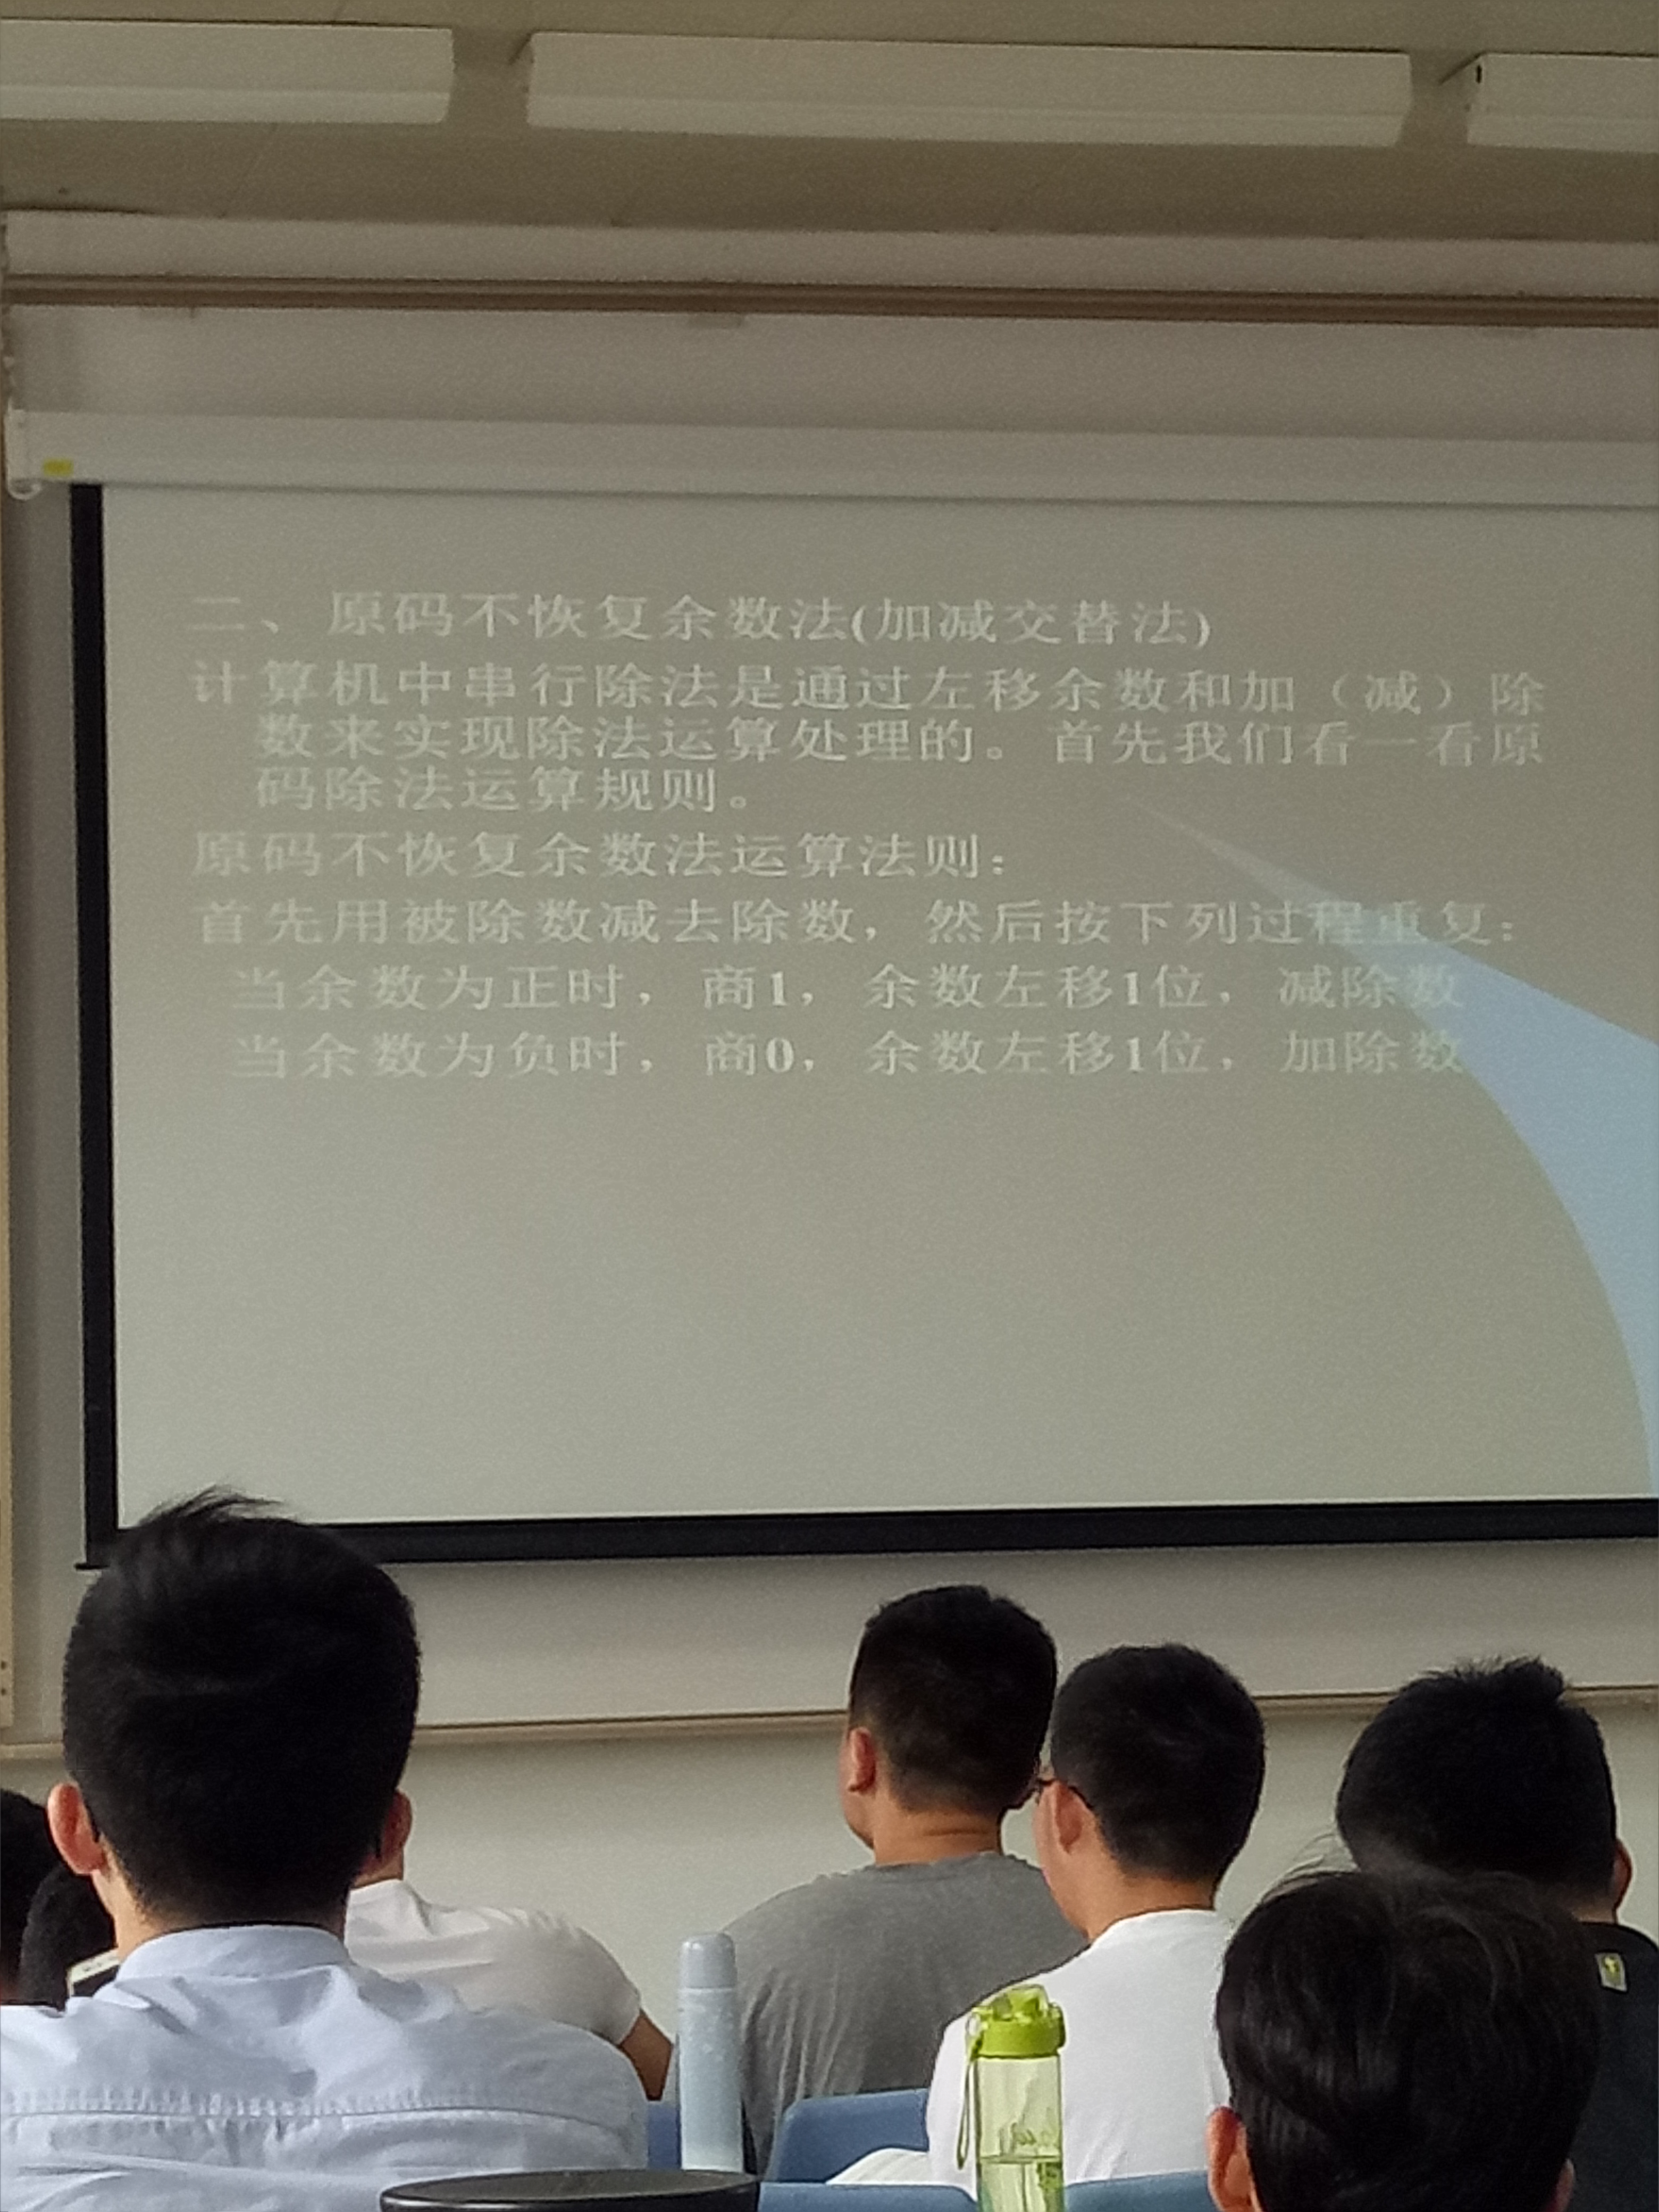 二、原码不恢复余数法(加减交替法)
计算机中串行除法是通过左移余数和加（减）除
数来实现除法运算处理的。首先我们看一看原
码除法运算规则。
原码不恢复余数法运算法则：
首先用被除数减去除数，然后按下列过程重复：
当余数为正时，商1，余数左移1位，减除数
当余数为负时，商0，余数左移1位，加除数